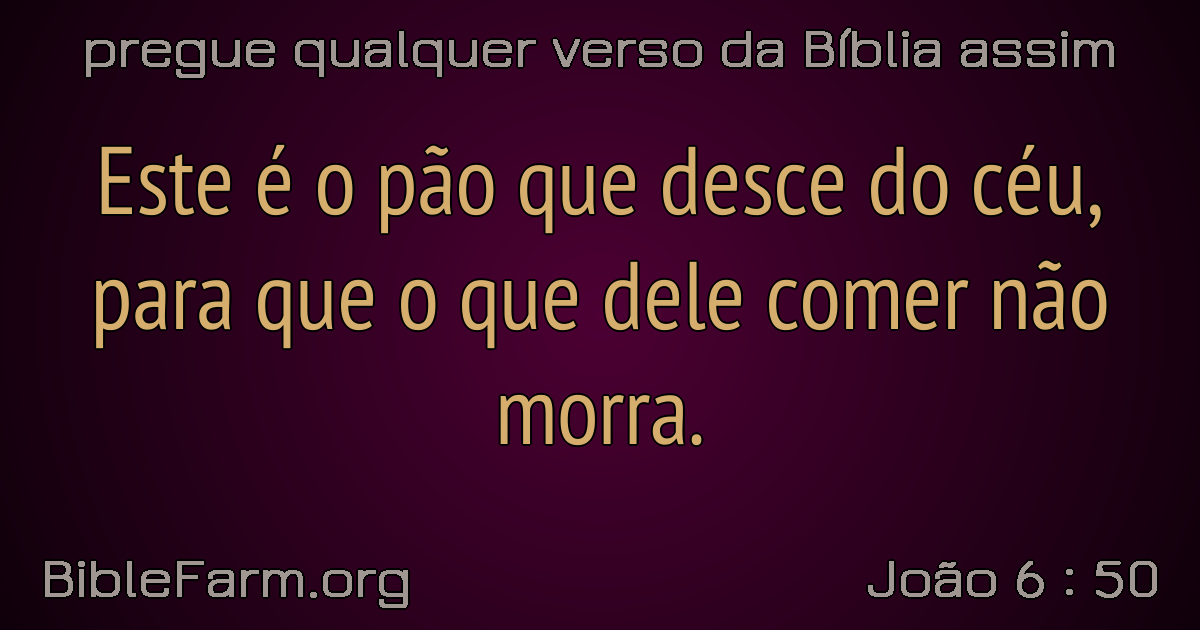 pregue qualquer verso da Bíblia assim
Este é o pão que desce do céu,
para que o que dele comer não
morra.
BibleFarm.org
João 6 : 50